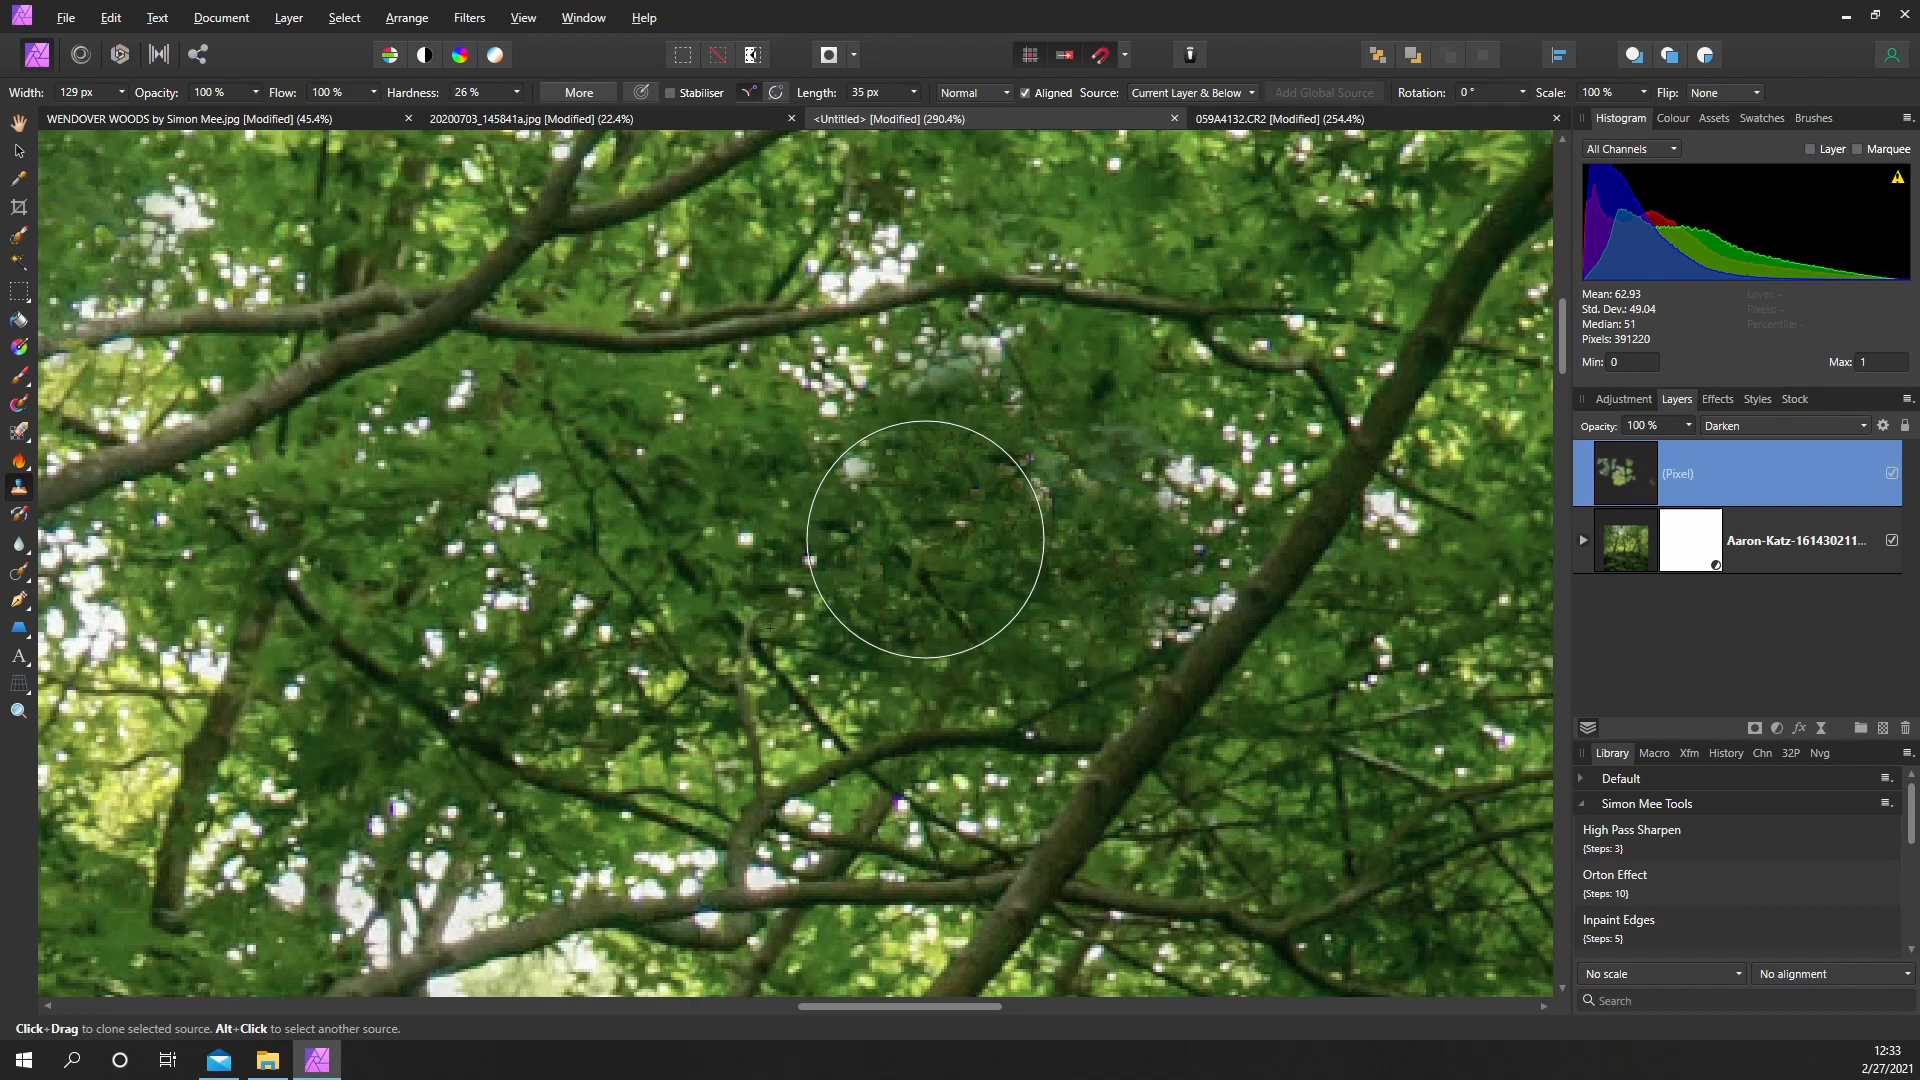 File Edit Text Document Layer Select Arrange Filters View Window Help
Width: 129 px Opacity: 100 % Flow: 100 % Hardness: 26 % More Stabiliser Length: 35 px Normal Aligned Source: Current Layer & Below Add Global Source Rotation: 0 ° Scale: 100 % Flip: None
WENDOVER WOODS by Simon Mee.jpg [Modified] (45.4%) 20200703_145841a.jpg [Modified] (22.4%) <Untitled> [Modified] (290.4%) 059A4132.CR2 [Modified] (254.4%)
Histogram Colour Assets Swatches Brushes
All Channels Layer Marquee
Mean: 62.93 Level: -
Std. Dev.: 49.04 Pixels: -
Median: 51 Percentile: -
Pixels: 391220
Min: 0 Max: 1
Adjustment Layers Effects Styles Stock
Opacity: 100 % Darken
(Pixel)
Aaron-Katz-161430211...
Library Macro Xfm History Chn 32P Nvg
Default
Simon Mee Tools
High Pass Sharpen
{Steps: 3}
Orton Effect
{Steps: 10}
Inpaint Edges
{Steps: 5}
No scale No alignment
Search
Click+Drag to clone selected source. Alt+Click to select another source.
12:33
2/27/2021